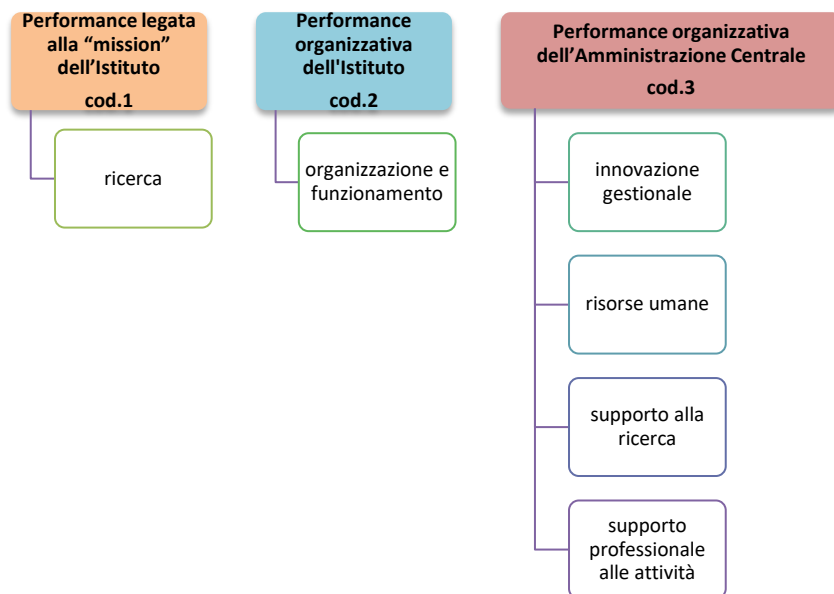 Performance legata
alla “mission”
dell’Istituto
cod.1
ricerca
Performance
organizzativa
dell'Istituto
cod.2
organizzazione e
funzionamento
Performance organizzativa
dell’Amministrazione Centrale
cod.3
innovazione
gestionale
risorse umane
supporto alla
ricerca
supporto
professionale
alle attività